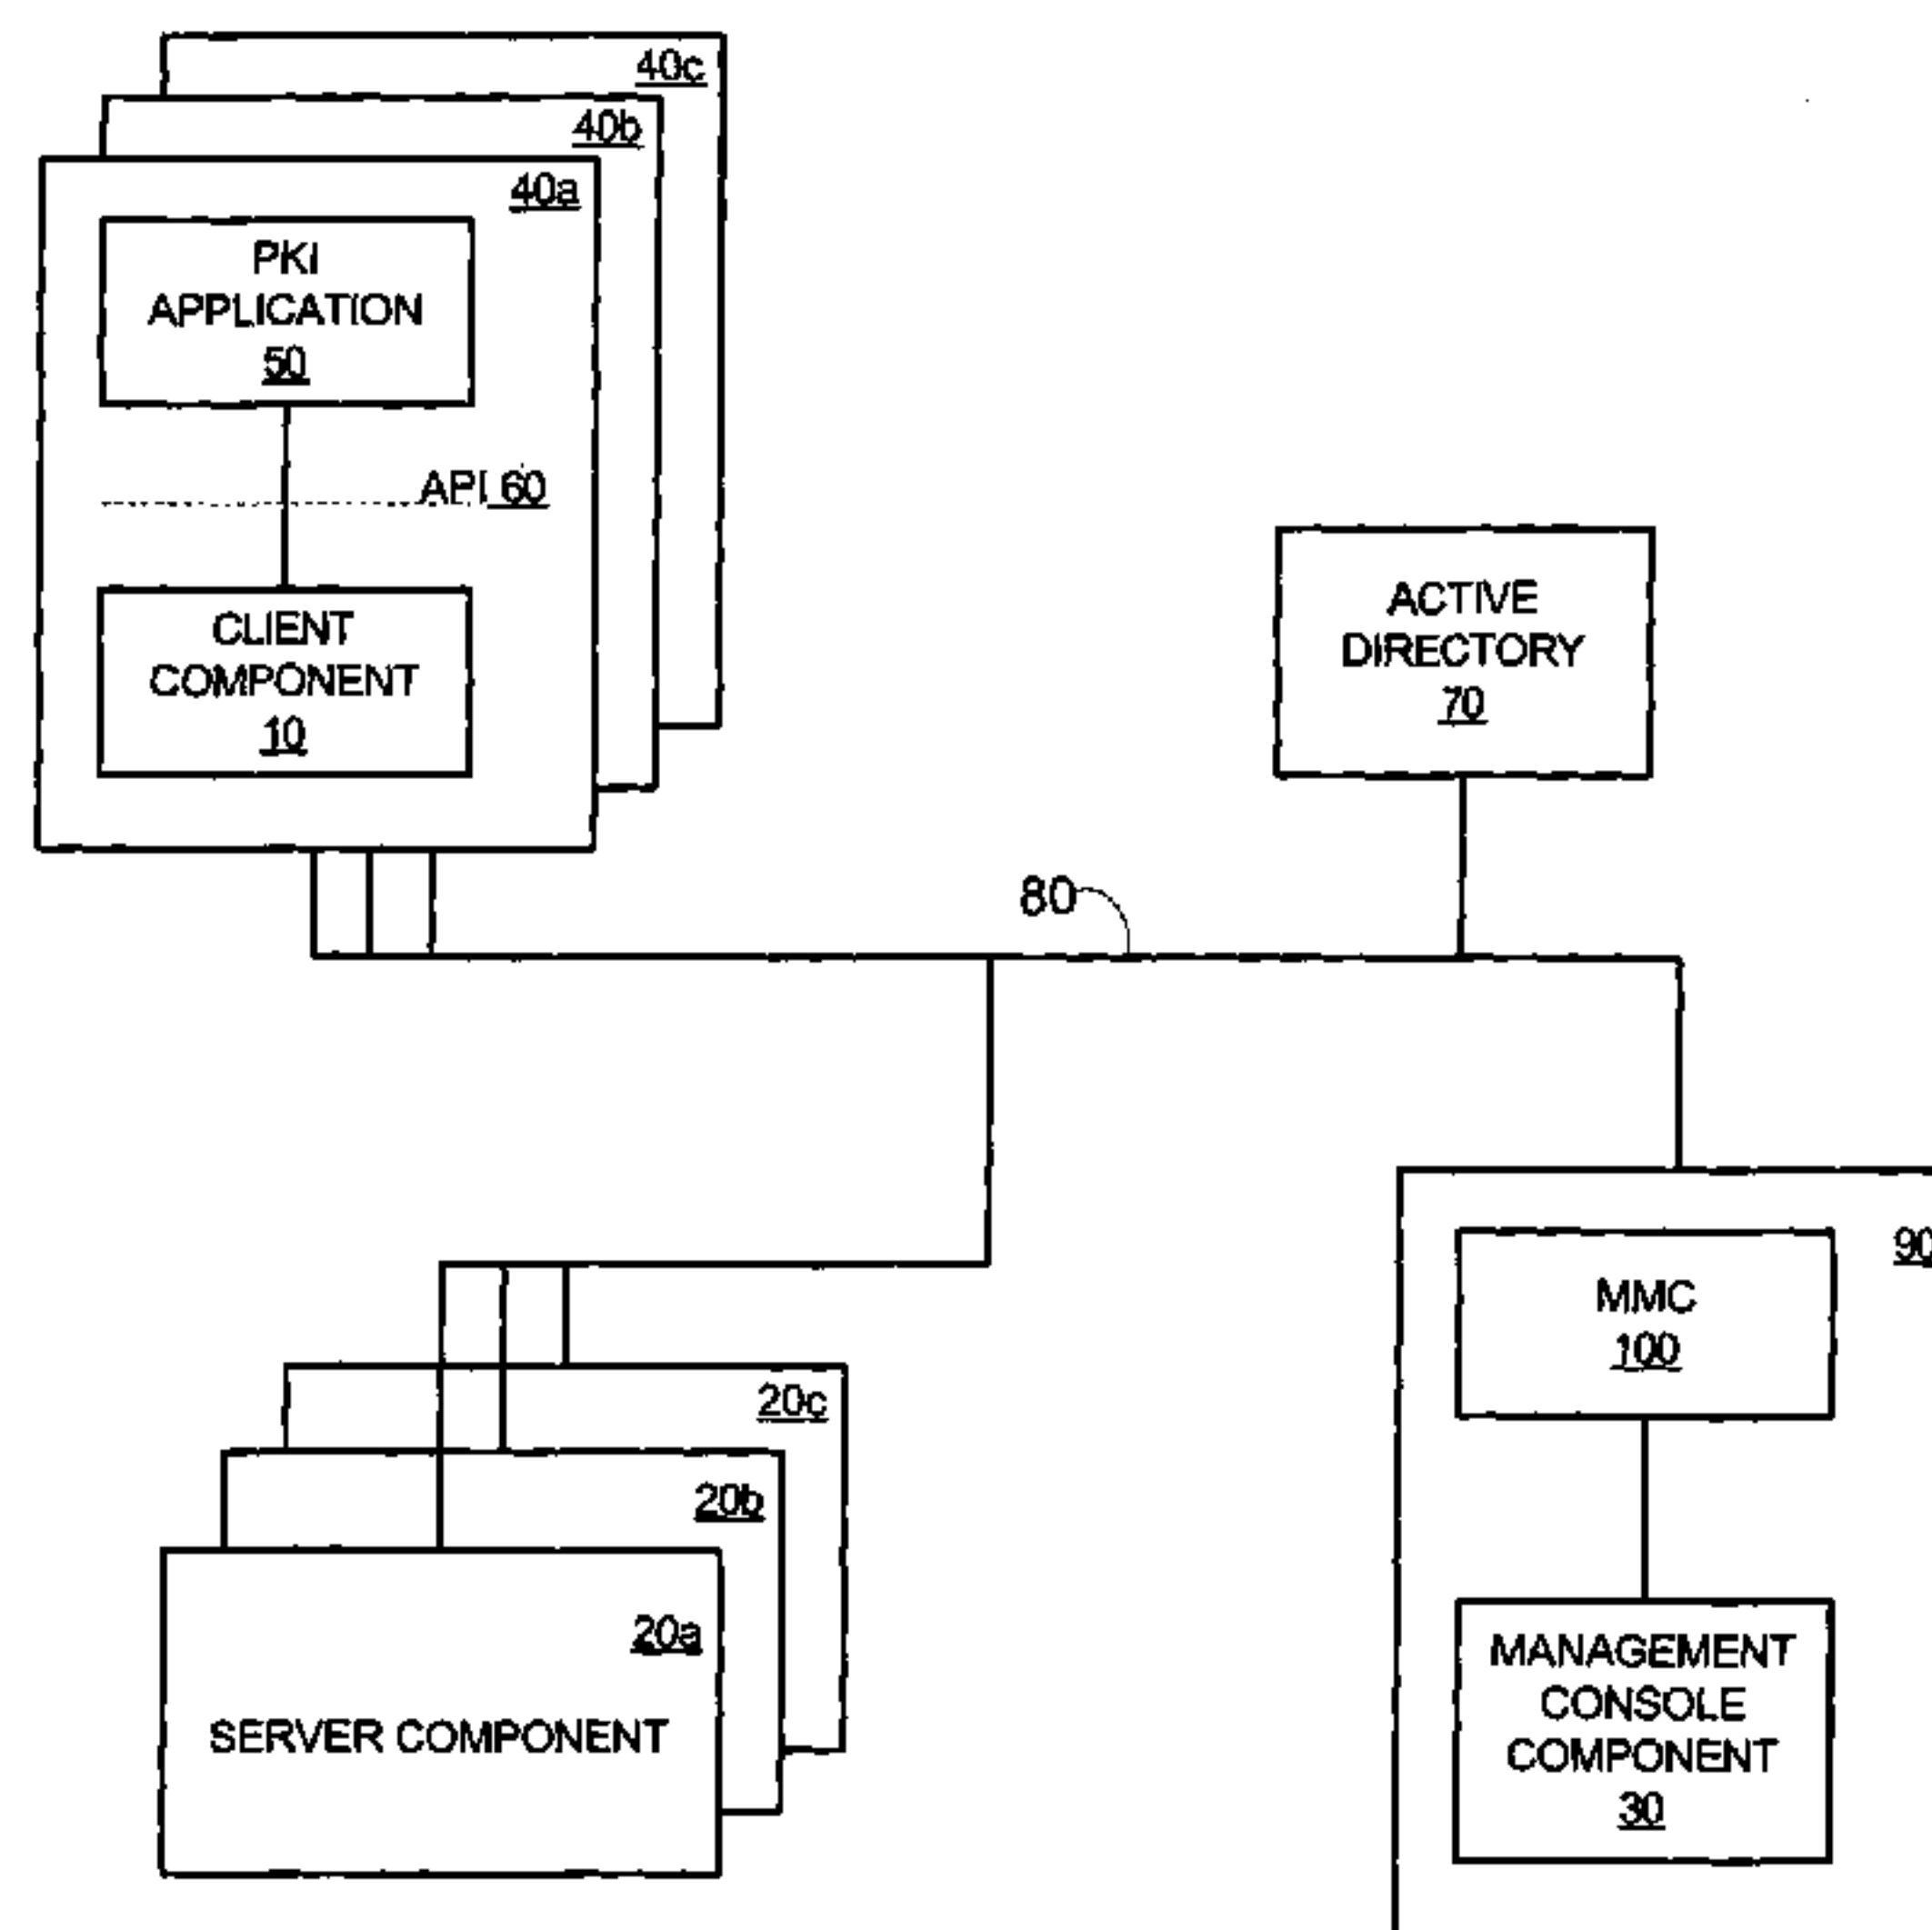 40c
40b
40a
PKI
APPLICATION
50
API 60
CLIENT
COMPONENT
10
ACTIVE
DIRECTORY
70
80
90
MMC
100
20c
20b
20a
SERVER COMPONENT
MANAGEMENT
CONSOLE
COMPONENT
30